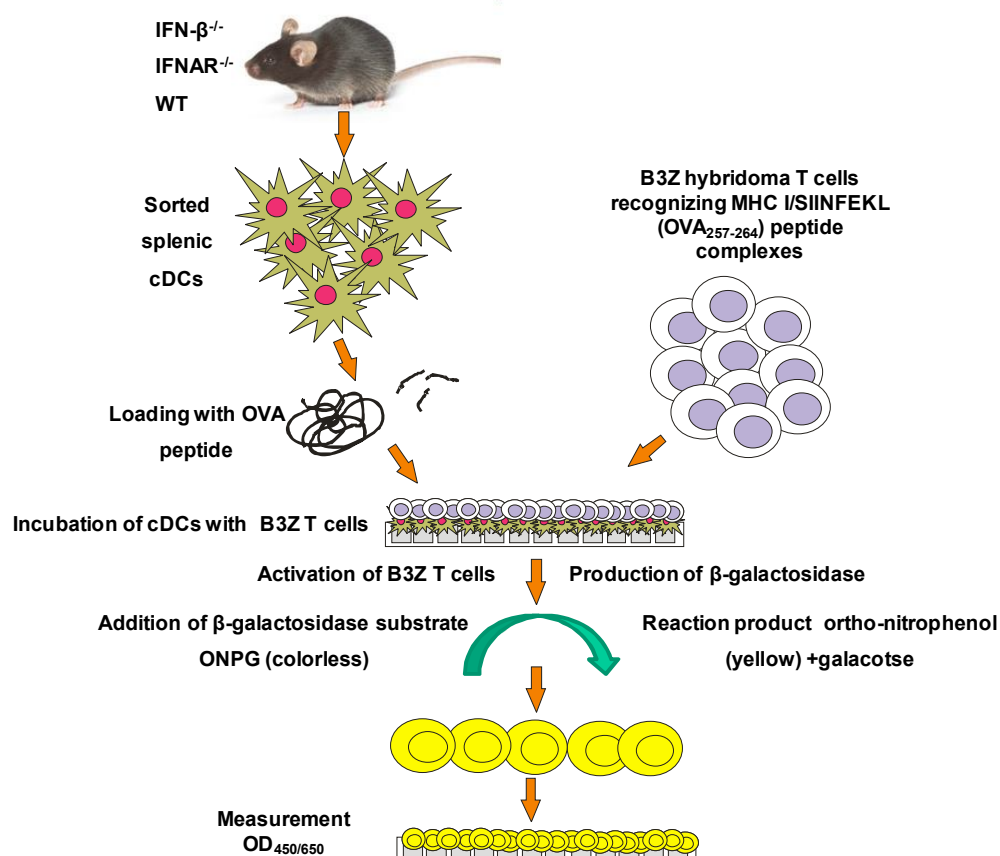 IFN-β-/-
IFNAR-/-
WT
Sorted
splenic
cDCs
B3Z hybridoma T cells
recognizing MHC I/SIINFEKL
(OVA257-264) peptide
complexes
Loading with OVA
peptide
Incubation of cDCs with B3Z T cells
Activation of B3Z T cells
Production of β-galactosidase
Addition of β-galactosidase substrate
ONPG (colorless)
Reaction product ortho-nitrophenol
(yellow) +galacotse
Measurement
OD450/650